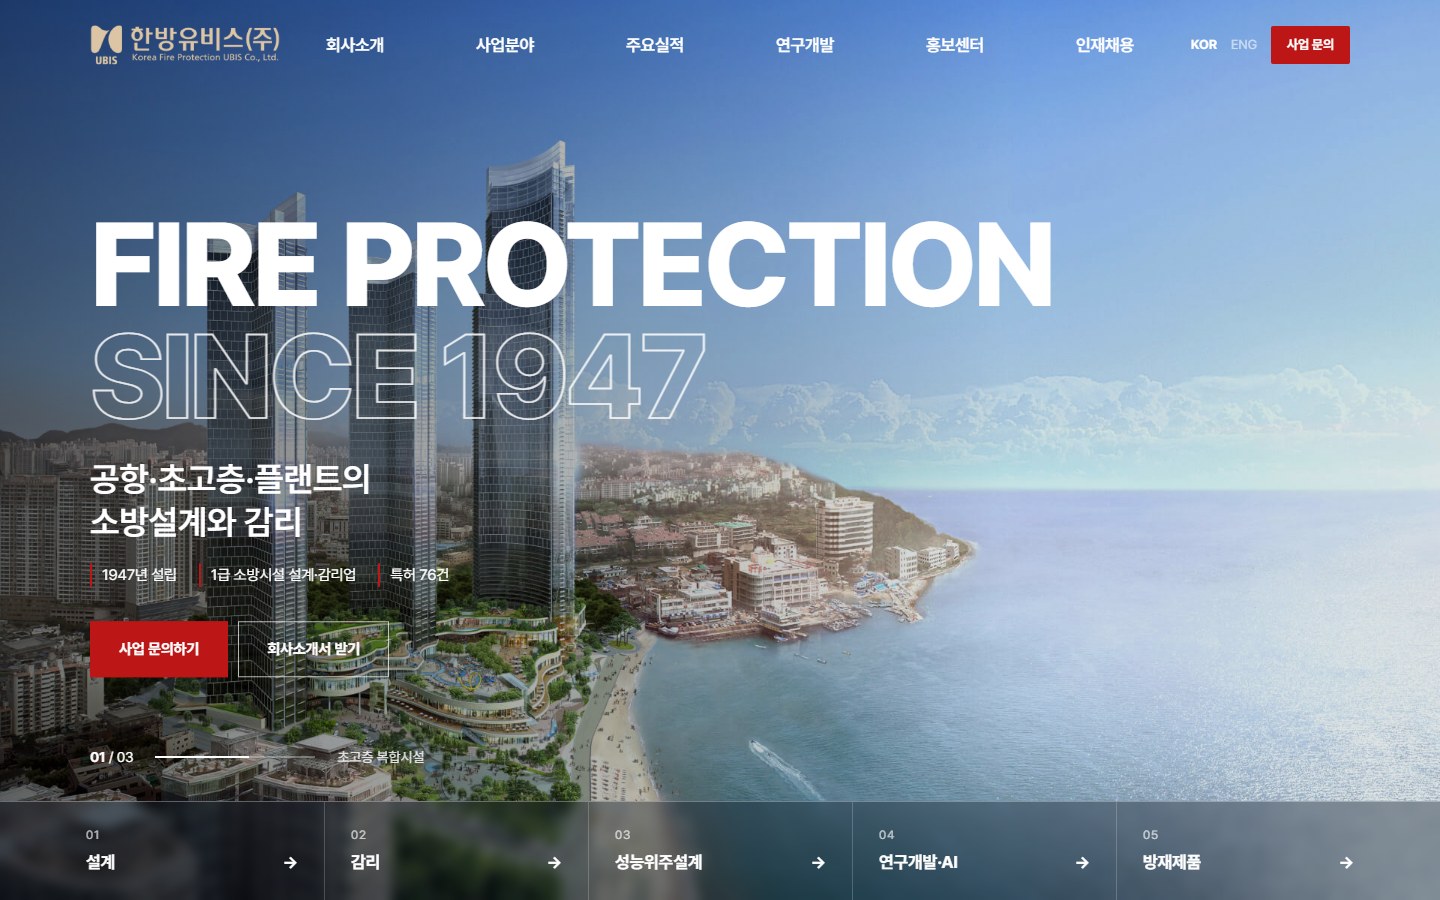 한방유비스(주)
UBIS
Korea Fire Protection UBIS Co., Ltd.
회사소개
사업분야
주요실적
연구개발
홍보센터
인재채용
KOR ENG
사업 문의
FIRE PROTECTION
SINCE 1947
공항·초고층·플랜트의
소방설계와 감리
1947년 설립
1급 소방시설 설계·감리업
특허 76건
사업 문의하기
회사소개서 받기
01 / 03
초고층 복합시설
01
설계
02
감리
03
성능위주설계
04
연구개발·AI
05
방재제품